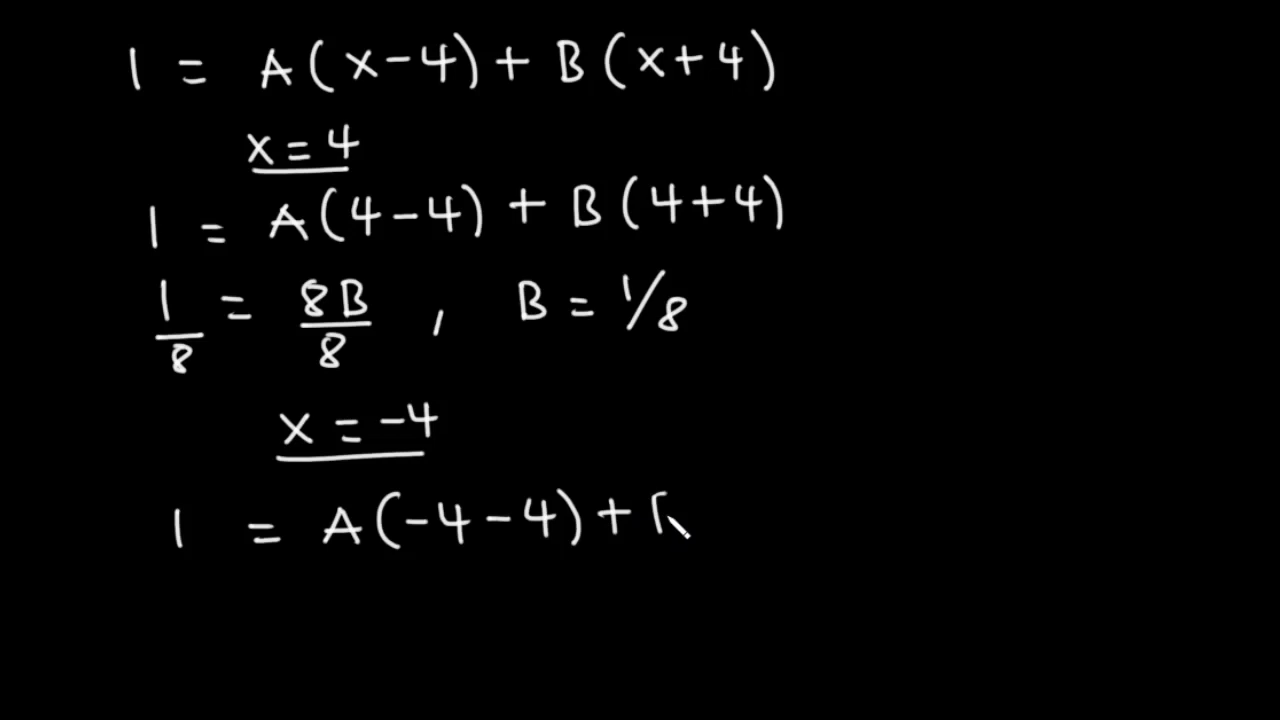 1 = A(x-4) + B(x+4)
x = 4
1 = A(4-4) + B(4+4)
1/8 = 8B/8 , B = 1/8
x = -4
1 = A(-4-4) +